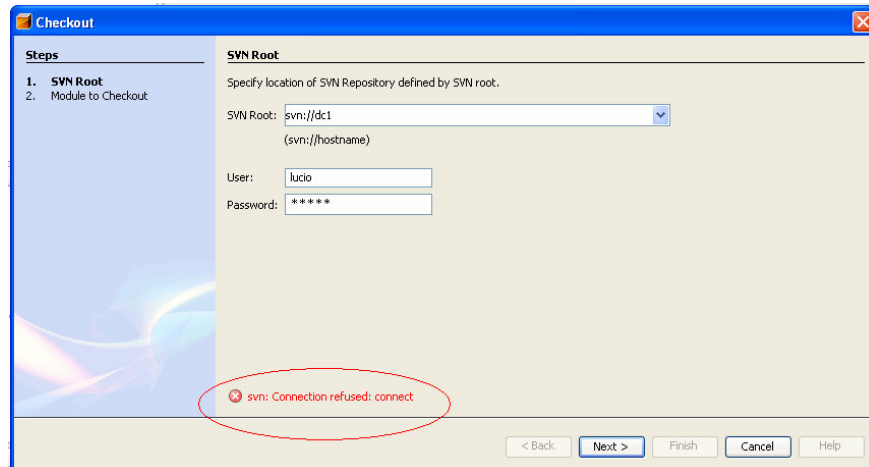 Checkout
Steps
1. SVN Root
2. Module to Checkout
SVN Root
Specify location of SVN Repository defined by SVN root.
SVN Root: svn://dc1
(svn://hostname)
User: lucio
Password: *****
svn: Connection refused: connect
< Back Next > Finish Cancel Help